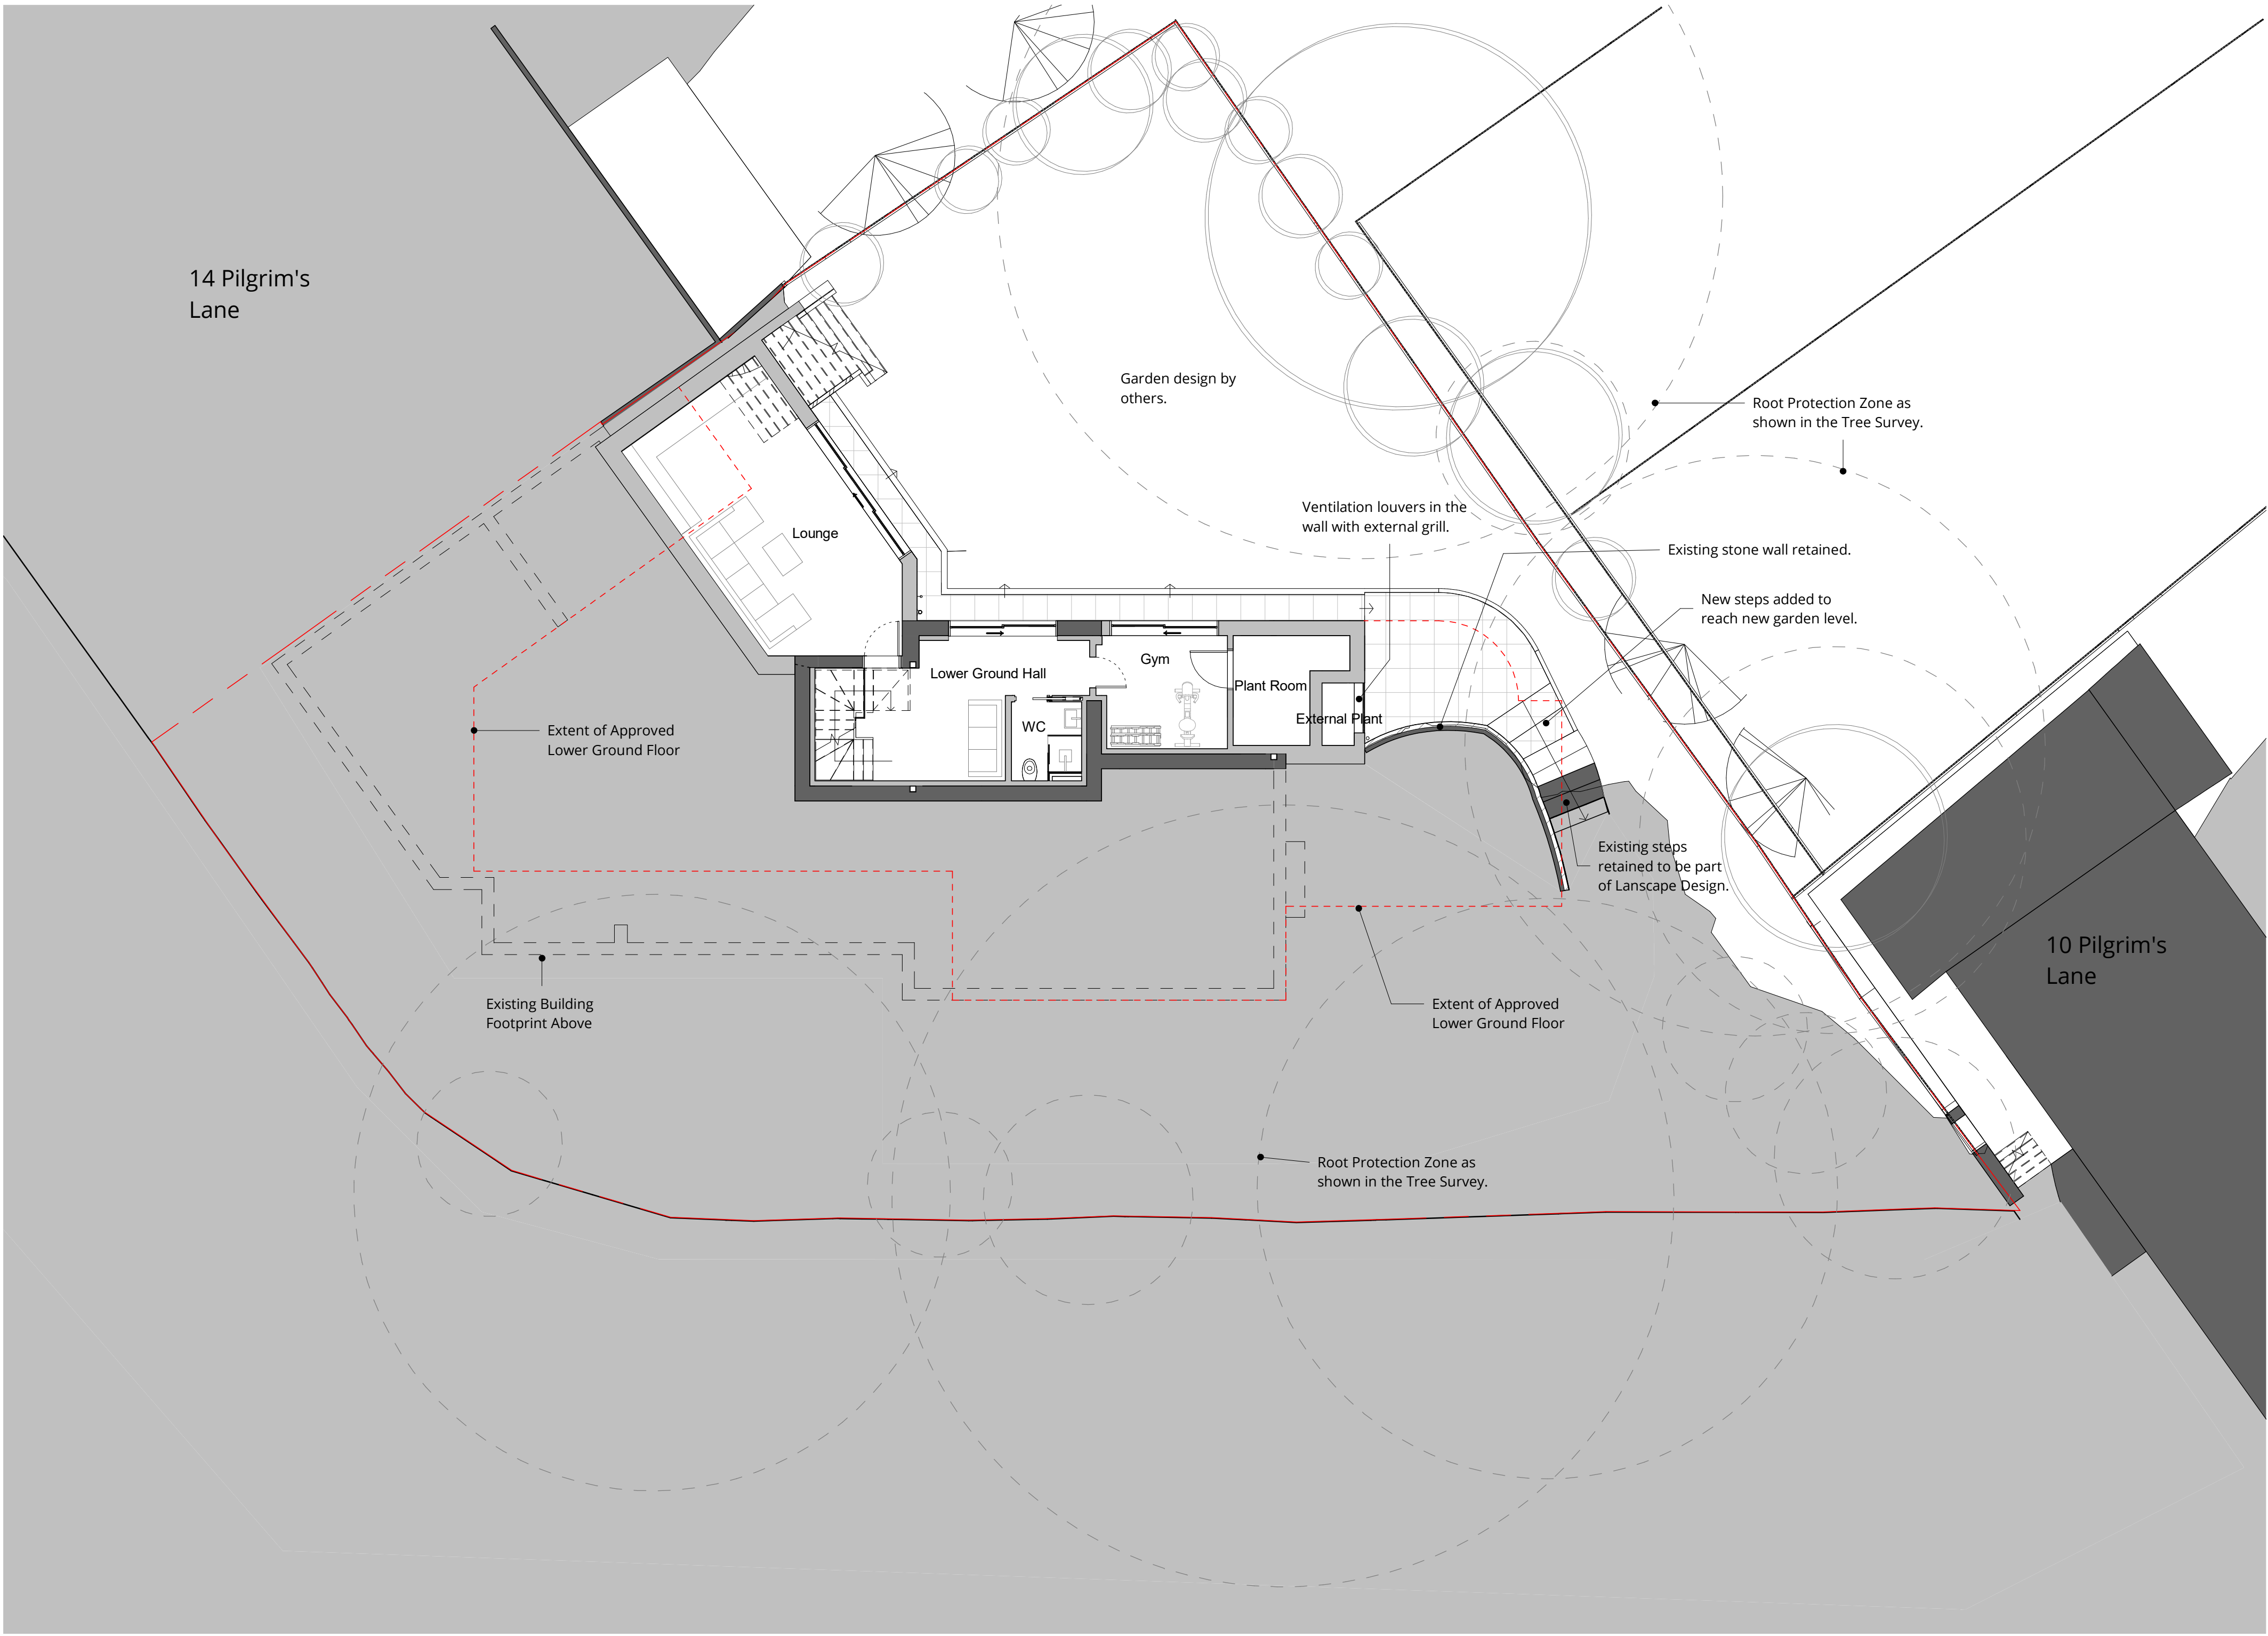 14 Pilgrim's
Lane
Garden design by
others.
Root Protection Zone as
shown in the Tree Survey.
Ventilation louvers in the
wall with external grill.
Lounge
Existing stone wall retained.
New steps added to
reach new garden level.
Lower Ground Hall
Gym
Plant Room
External Plant
WC
Extent of Approved
Lower Ground Floor
Existing steps
retained to be part
of Lanscape Design.
10 Pilgrim's
Lane
Existing Building
Footprint Above
Extent of Approved
Lower Ground Floor
Root Protection Zone as
shown in the Tree Survey.